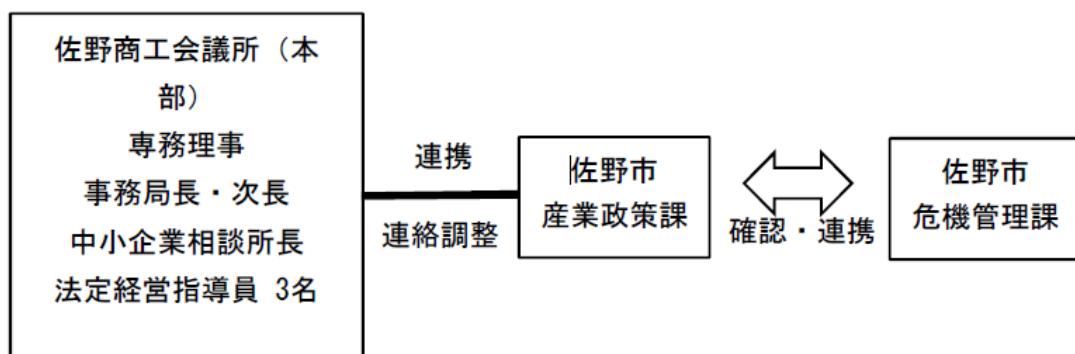 佐野商工会議所（本
部）
専務理事
事務局長・次長
中小企業相談所長
法定経営指導員 3名
連携
連絡調整
佐野市
産業政策課
確認・連携
佐野市
危機管理課